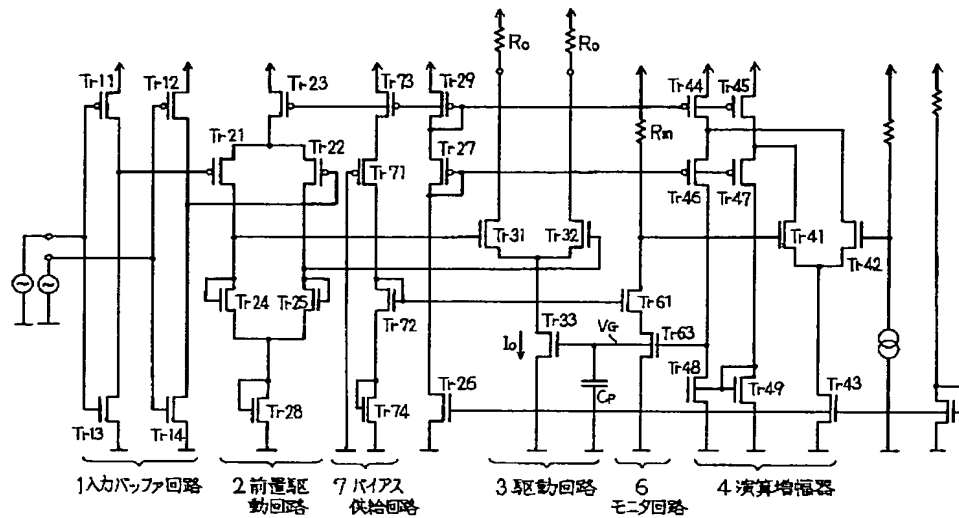 Ro
Ro
Tr11
Tr12
Tr23
Tr73
Tr29
Tr44
Tr45
Rm
Tr21
Tr22
Tr71
Tr27
Tr46
Tr47
Tr31
Tr32
Tr41
Tr42
Tr24
Tr25
Tr72
Tr61
Tr33
VG
Tr63
Io
CP
Tr48
Tr49
Tr43
Tr26
Tr13
Tr14
Tr28
Tr74
1入力バッファ回路
2前置駆動回路
7バイアス供給回路
3駆動回路
6モニタ回路
4演算増幅器